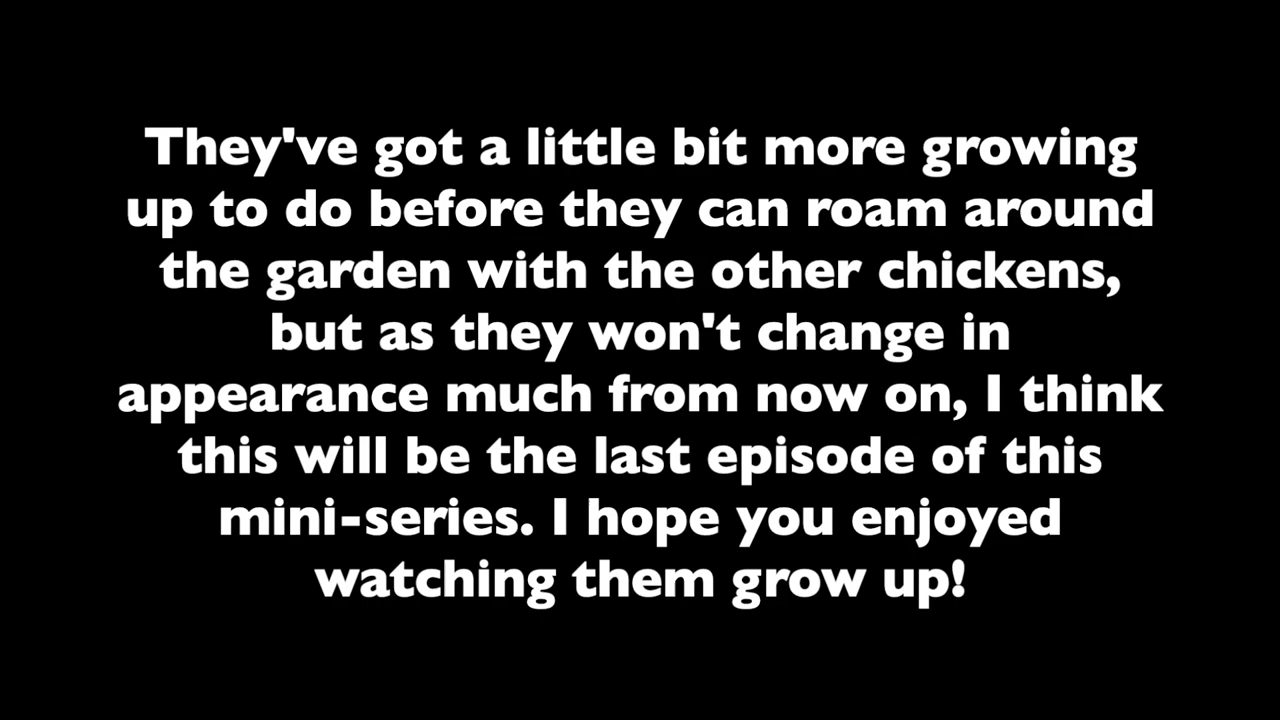 They've got a little bit more growing
up to do before they can roam around
the garden with the other chickens,
but as they won't change in
appearance much from now on, I think
this will be the last episode of this
mini-series. I hope you enjoyed
watching them grow up!